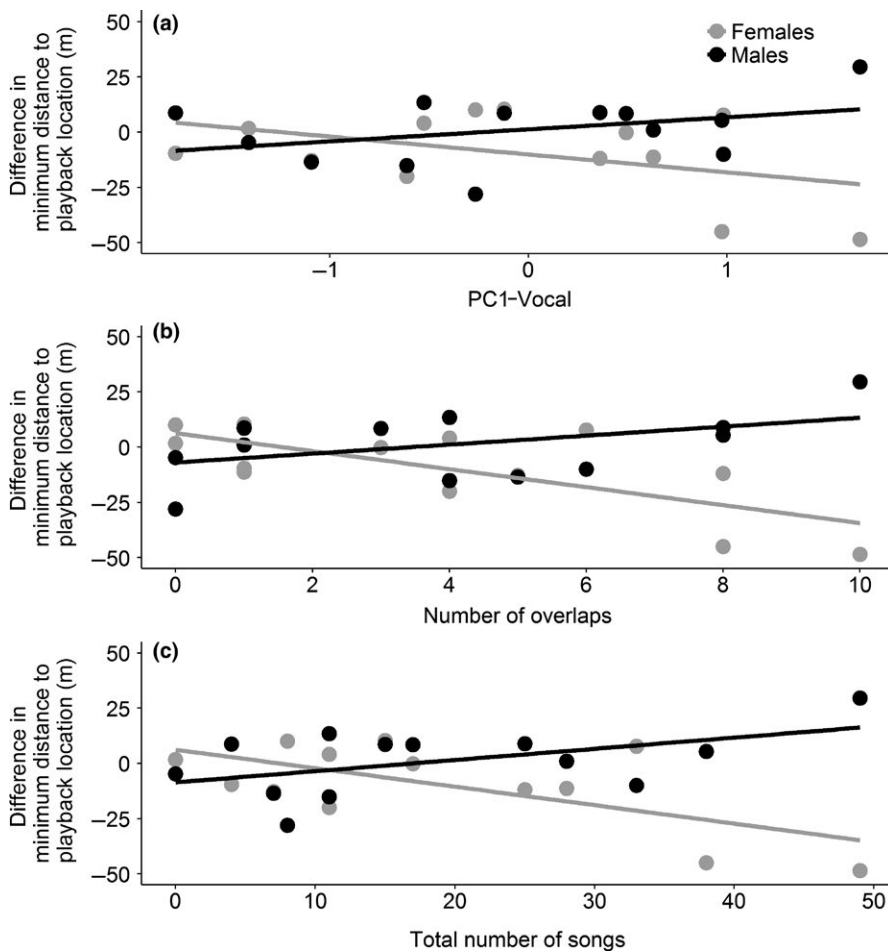 (a)
Females
Males
Difference in
minimum distance to
playback location (m)
50
25
0
−25
−50
−1
0
1
PC1−Vocal
(b)
Difference in
minimum distance to
playback location (m)
50
25
0
−25
−50
0
2
4
6
8
10
Number of overlaps
(c)
Difference in
minimum distance to
playback location (m)
50
25
0
−25
−50
0
10
20
30
40
50
Total number of songs